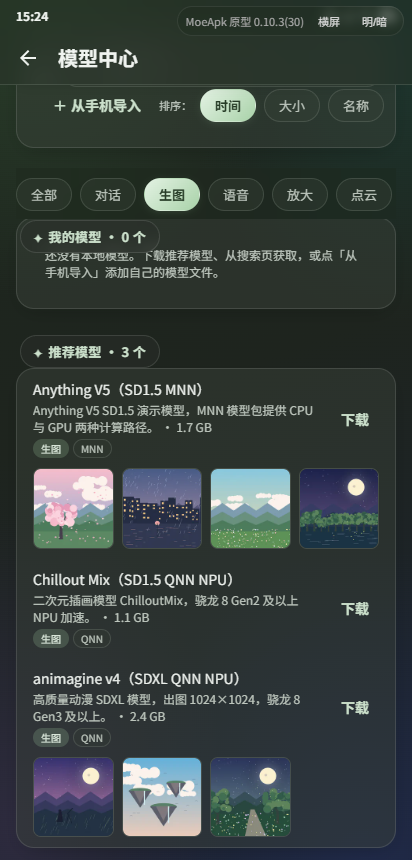 15:24
MoeApk 原型 0.10.3(30) 横屏 明/暗
模型中心
＋ 从手机导入 排序： 时间 大小 名称
全部 对话 生图 语音 放大 点云
✦ 我的模型 • 0 个
还没有本地模型。下载推荐模型、从搜索页获取，或点「从
手机导入」添加自己的模型文件。
✦ 推荐模型 • 3 个
Anything V5（SD1.5 MNN）
Anything V5 SD1.5 演示模型，MNN 模型包提供 CPU
与 GPU 两种计算路径。 • 1.7 GB
下载
生图 MNN
Chillout Mix（SD1.5 QNN NPU）
二次元插画模型 ChilloutMix，骁龙 8 Gen2 及以上
NPU 加速。 • 1.1 GB
下载
生图 QNN
animagine v4（SDXL QNN NPU）
高质量动漫 SDXL 模型，出图 1024×1024，骁龙 8
Gen3 及以上。 • 2.4 GB
下载
生图 QNN